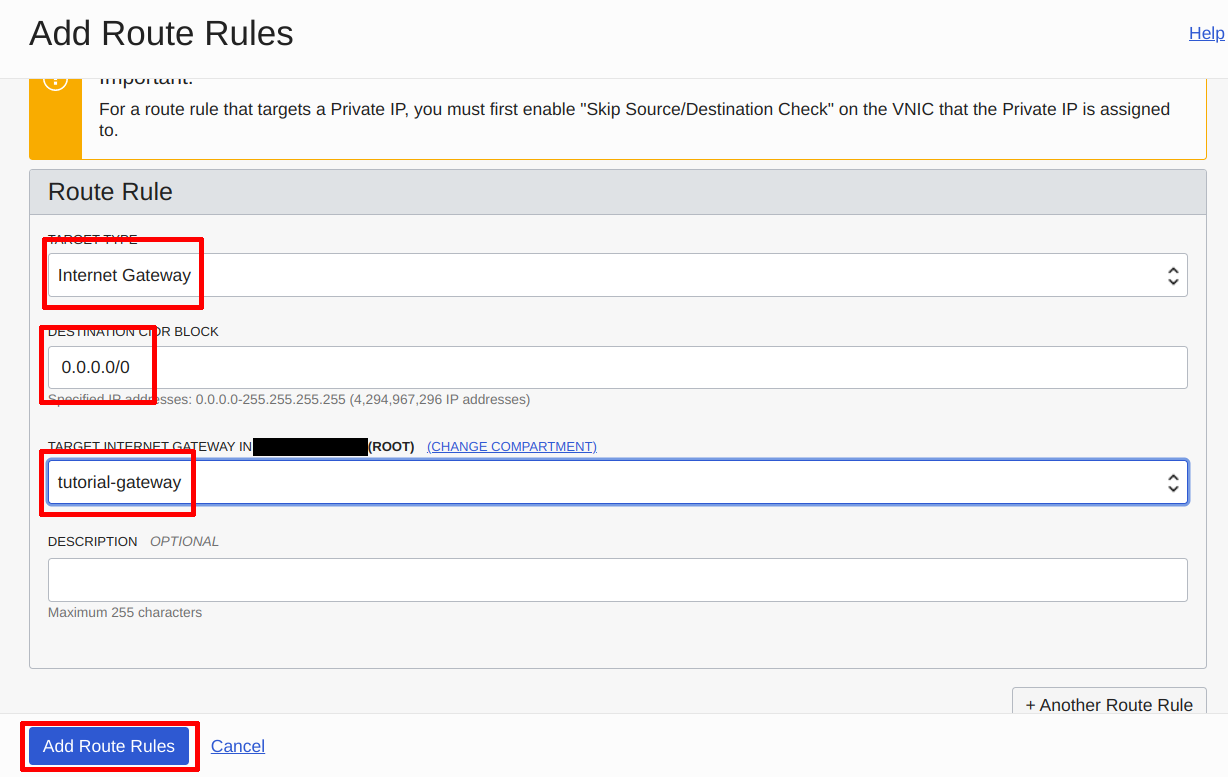 Add Route Rules
Help
Important:
For a route rule that targets a Private IP, you must first enable "Skip Source/Destination Check" on the VNIC that the Private IP is assigned
to.
Route Rule
TARGET TYPE
Internet Gateway
DESTINATION CIDR BLOCK
0.0.0.0/0
Specified IP addresses: 0.0.0.0-255.255.255.255 (4,294,967,296 IP addresses)
TARGET INTERNET GATEWAY IN (ROOT) (CHANGE COMPARTMENT)
tutorial-gateway
DESCRIPTION OPTIONAL
Maximum 255 characters
+ Another Route Rule
Add Route Rules Cancel